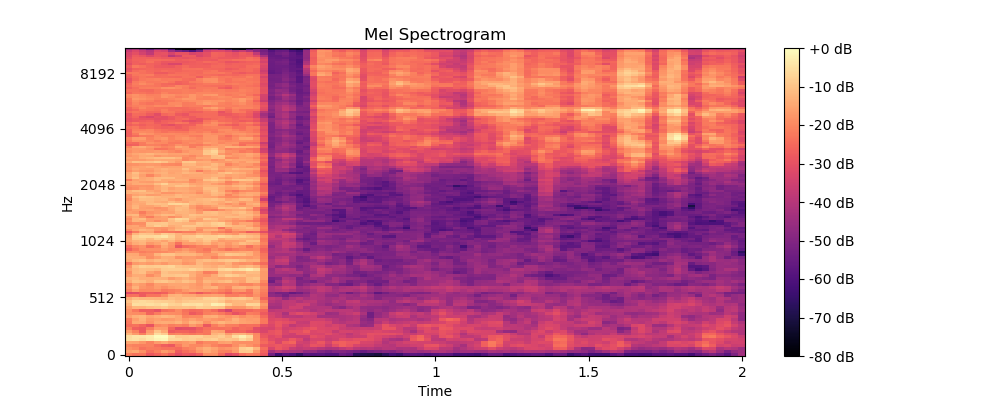 Mel Spectrogram
Hz
8192
4096
2048
1024
512
0
0 0.5 1 1.5 2
Time
+0 dB
-10 dB
-20 dB
-30 dB
-40 dB
-50 dB
-60 dB
-70 dB
-80 dB